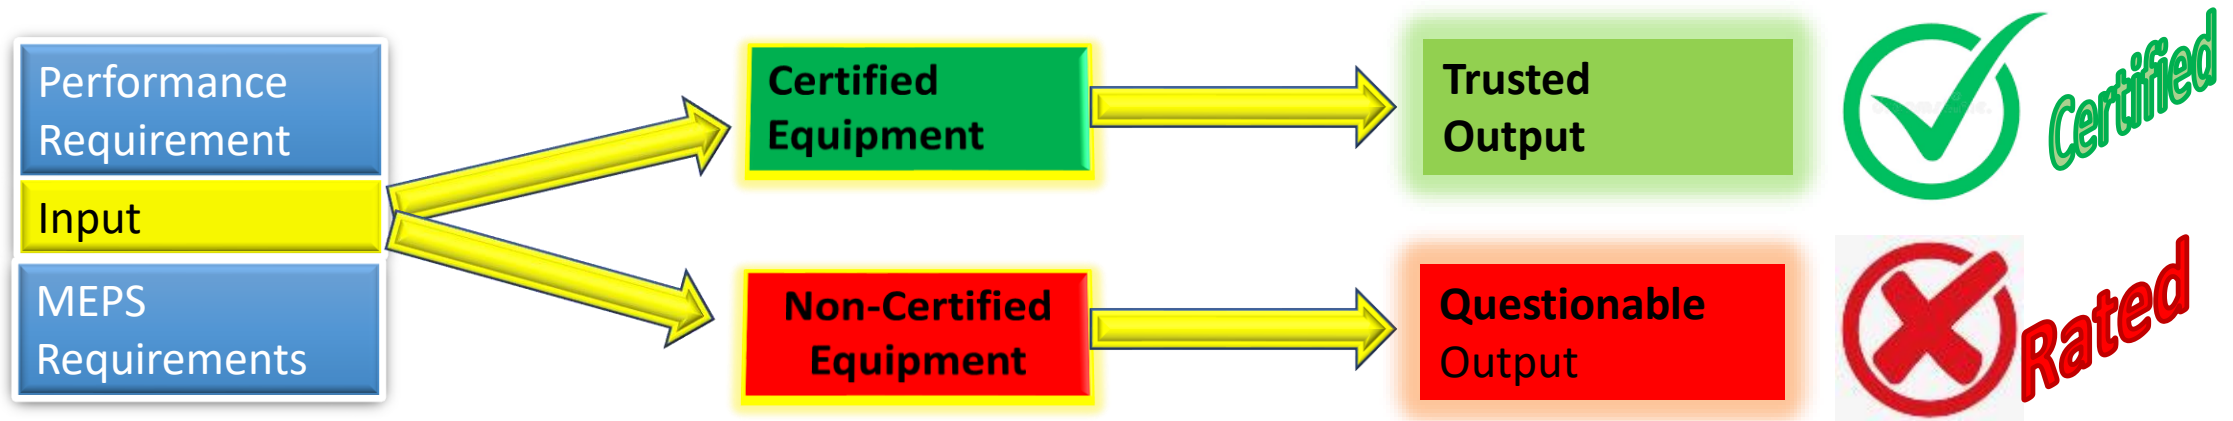 Performance
Requirement
Input
MEPS
Requirements
Certified
Equipment
Non-Certified
Equipment
Trusted
Output
Questionable
Output
Certified
Rated